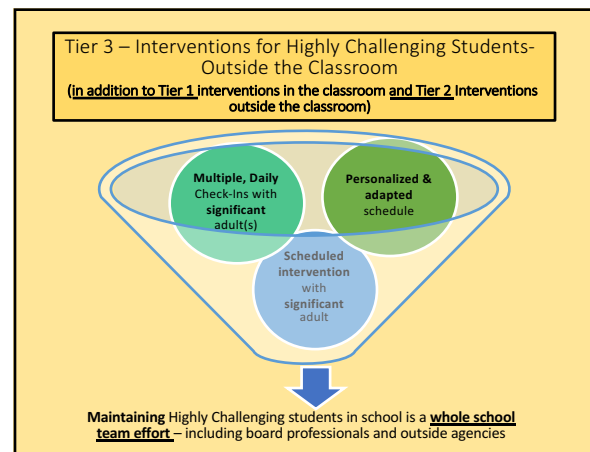 Tier 3 – Interventions for Highly Challenging Students-
Outside the Classroom
(in addition to Tier 1 interventions in the classroom and Tier 2 Interventions
outside the classroom)
Multiple, Daily
Check-Ins with
significant
adult(s)
Personalized &
adapted
schedule
Scheduled
intervention
with
significant
adult
Maintaining Highly Challenging students in school is a whole school
team effort – including board professionals and outside agencies